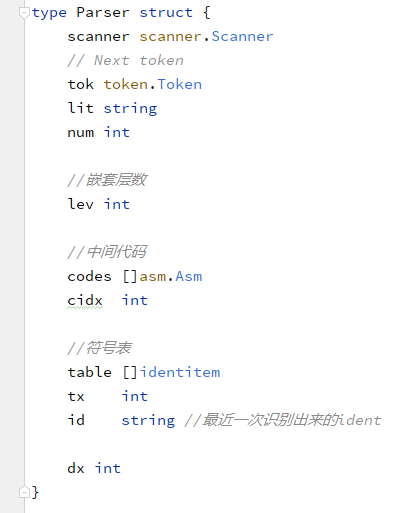 type Parser struct {
scanner scanner.Scanner
// Next token
tok token.Token
lit string
num int
//嵌套层数
lev int
//中间代码
codes []asm.Asm
cidx  int
//符号表
table []identitem
tx    int
id    string //最近一次识别出来的ident
dx int
}